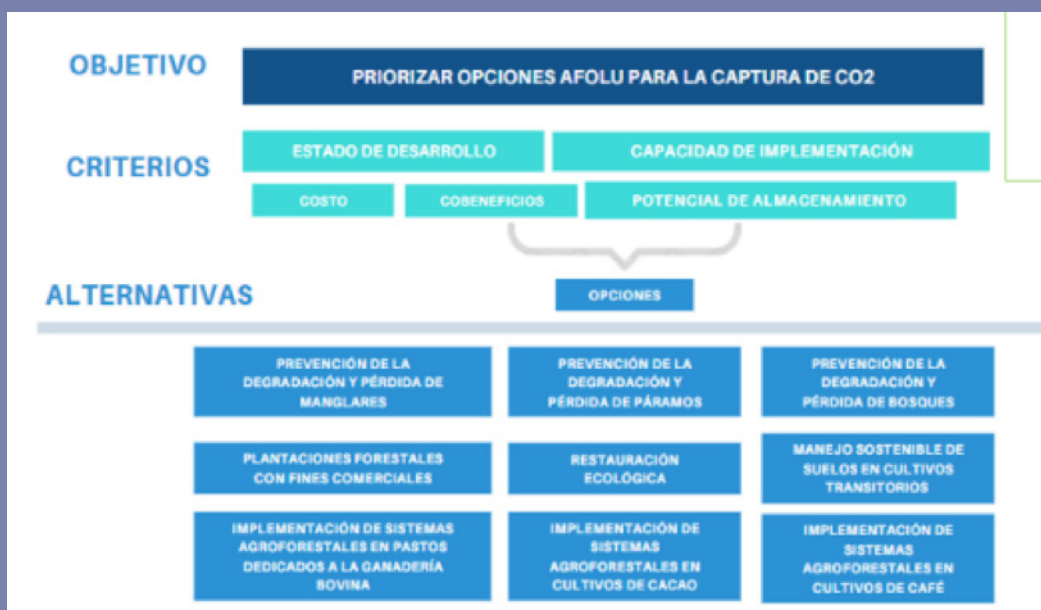 OBJETIVO
PRIORIZAR OPCIONES AFOLU PARA LA CAPTURA DE CO2
CRITERIOS
ESTADO DE DESARROLLO
CAPACIDAD DE IMPLEMENTACIÓN
COSTO
COBENEFICIOS
POTENCIAL DE ALMACENAMIENTO
ALTERNATIVAS
OPCIONES
PREVENCIÓN DE LA
DEGRADACIÓN Y PÉRDIDA DE
MANGLARES
PREVENCIÓN DE LA
DEGRADACIÓN Y
PÉRDIDA DE PÁRAMOS
PREVENCIÓN DE LA
DEGRADACIÓN Y
PÉRDIDA DE BOSQUES
PLANTACIONES FORESTALES
CON FINES COMERCIALES
RESTAURACIÓN
ECOLÓGICA
MANEJO SOSTENIBLE DE
SUELOS EN CULTIVOS
TRANSITORIOS
IMPLEMENTACIÓN DE SISTEMAS
AGROFORESTALES EN PASTOS
DEDICADOS A LA GANADERÍA
BOVINA
IMPLEMENTACIÓN DE
SISTEMAS
AGROFORESTALES EN
CULTIVOS DE CACAO
IMPLEMENTACIÓN DE
SISTEMAS
AGROFORESTALES EN
CULTIVOS DE CAFÉ